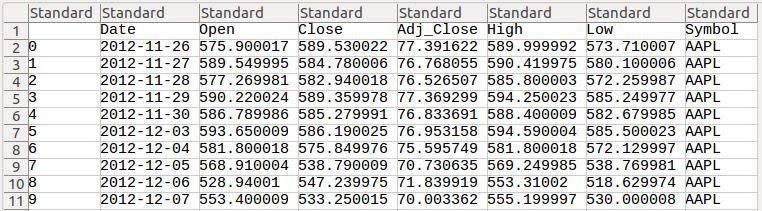 Standard Standard Standard Standard Standard Standard Standard Standard
1 Date Open Close Adj_Close High Low Symbol
2 0 2012-11-26 575.900017 589.530022 77.391622 589.999992 573.710007 AAPL
3 1 2012-11-27 589.549995 584.780006 76.768055 590.419975 580.100006 AAPL
4 2 2012-11-28 577.269981 582.940018 76.526507 585.800003 572.259987 AAPL
5 3 2012-11-29 590.220024 589.359978 77.369299 594.250023 585.249977 AAPL
6 4 2012-11-30 586.789986 585.279991 76.833691 588.400009 582.679985 AAPL
7 5 2012-12-03 593.650009 586.190025 76.953158 594.590004 585.500023 AAPL
8 6 2012-12-04 581.800018 575.849976 75.595749 581.800018 572.129997 AAPL
9 7 2012-12-05 568.910004 538.790009 70.730635 569.249985 538.769981 AAPL
10 8 2012-12-06 528.94001 547.239975 71.839919 553.31002 518.629974 AAPL
11 9 2012-12-07 553.400009 533.250015 70.003362 555.199997 530.000008 AAPL